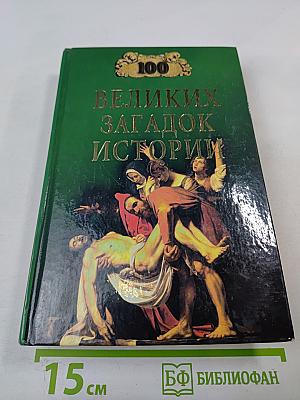 100
ВЕЛИКИХ
ЗАГАДОК
ИСТОРИИ
15 см
БФ БИБЛИОФАН